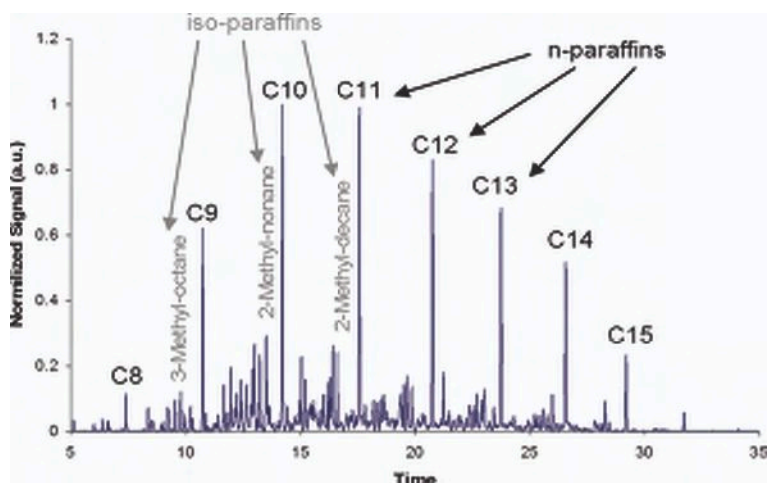 iso-paraffins
n-paraffins
Normilized Signal (a.u.)
1.2
1
0.8
0.6
0.4
0.2
0
C8
3-Methyl-octane
C9
2-Methyl-nonane
C10
2-Methyl-decane
C11
C12
C13
C14
C15
5
10
15
20
25
30
35
Time